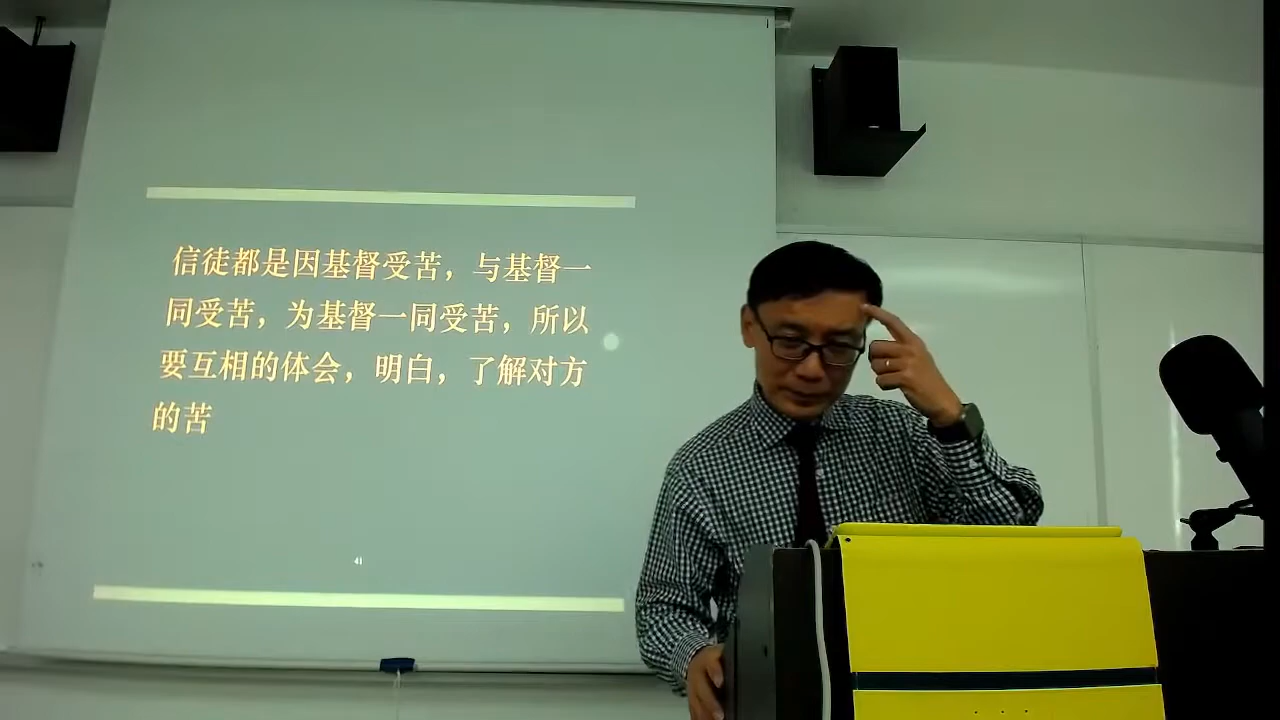 信徒都是因基督受苦，与基督一
同受苦，为基督一同受苦，所以
要互相的体会，明白，了解对方
的苦
41